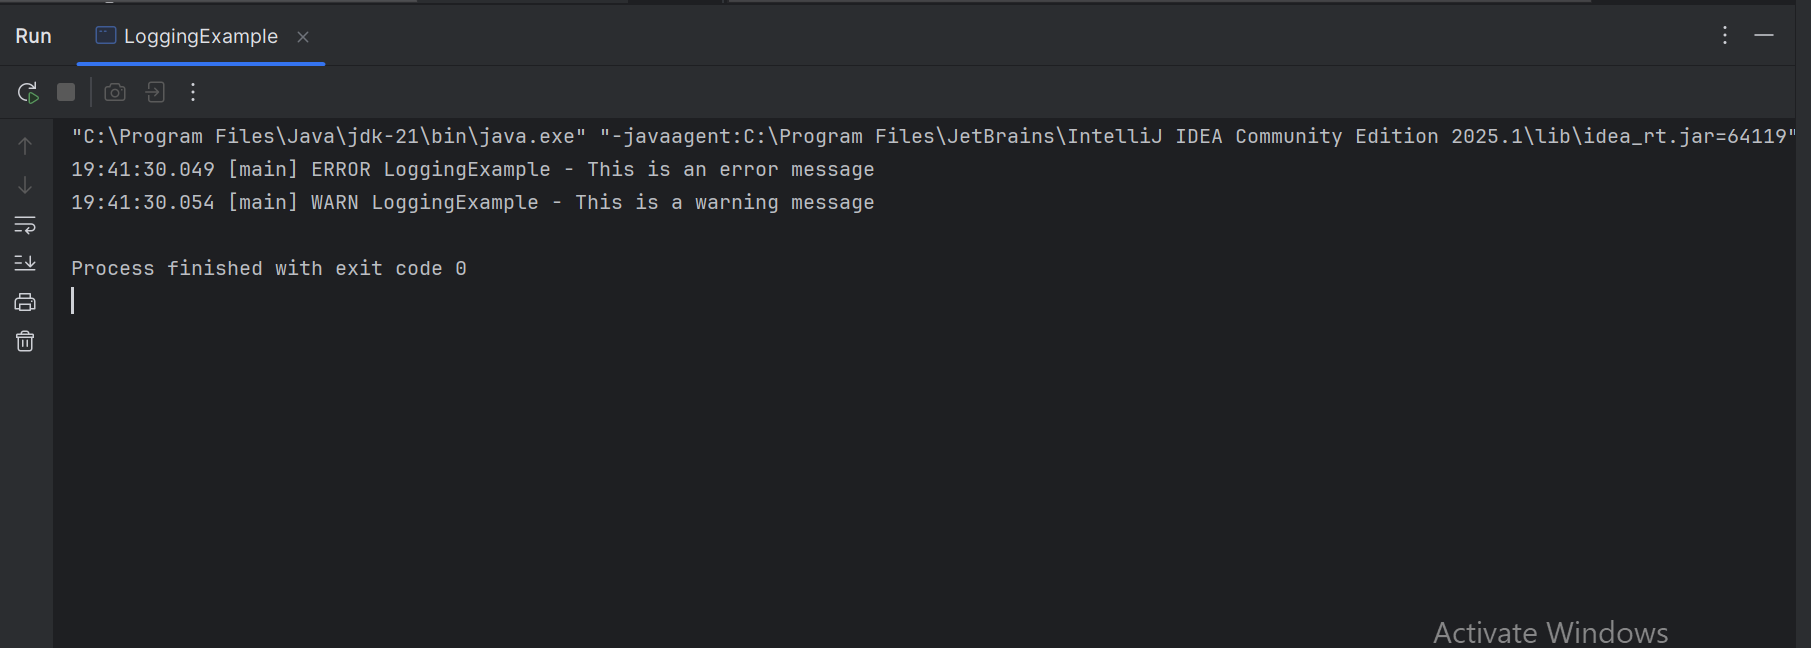 Run
LoggingExample
"C:\Program Files\Java\jdk-21\bin\java.exe" "-javaagent:C:\Program Files\JetBrains\IntelliJ IDEA Community Edition 2025.1\lib\idea_rt.jar=64119"
19:41:30.049 [main] ERROR LoggingExample - This is an error message
19:41:30.054 [main] WARN LoggingExample - This is a warning message
Process finished with exit code 0
Activate Windows